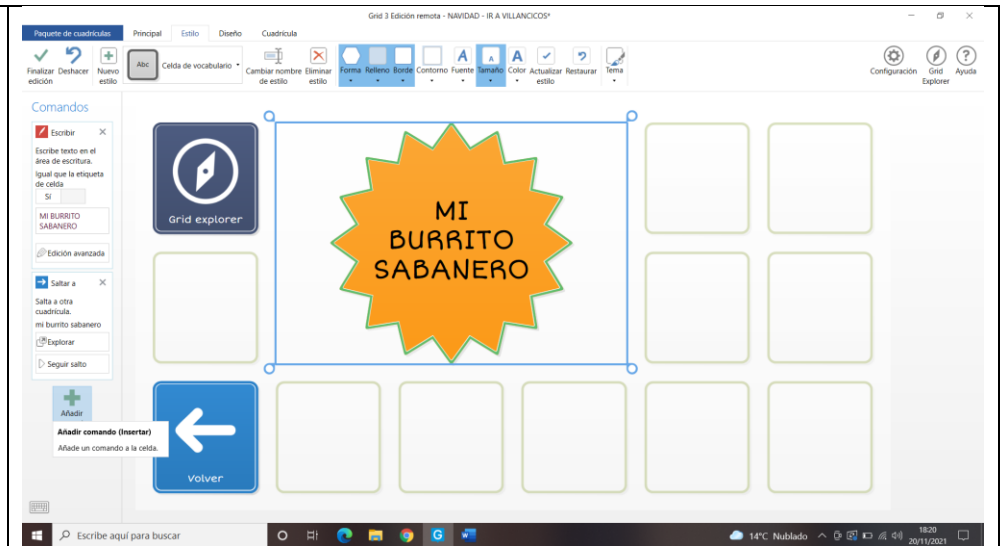 Grid 3 Edición remota - NAVIDAD - IR A VILLANCICOS*
Paquete de cuadrículas Principal Estilo Diseño Cuadrícula
Finalizar edición
Deshacer
Nuevo estilo
Abc
Celda de vocabulario
Cambiar nombre de estilo
Eliminar estilo
Forma
Relleno
Borde
Contorno
Fuente
Tamaño
Color
Actualizar estilo
Restaurar
Tema
Configuración
Grid Explorer
Ayuda
Comandos
Escribir
Escribe texto en el
área de escritura.
Igual que la etiqueta
de celda
Sí
MI BURRITO
SABANERO
Edición avanzada
Saltar a
Salta a otra
cuadrícula.
mi burrito sabanero
Explorar
Seguir salto
Añadir
Añadir comando (Insertar)
Añade un comando a la celda.
Grid explorer
MI
BURRITO
SABANERO
Volver
Escribe aquí para buscar
14°C Nublado
18:20
20/11/2021